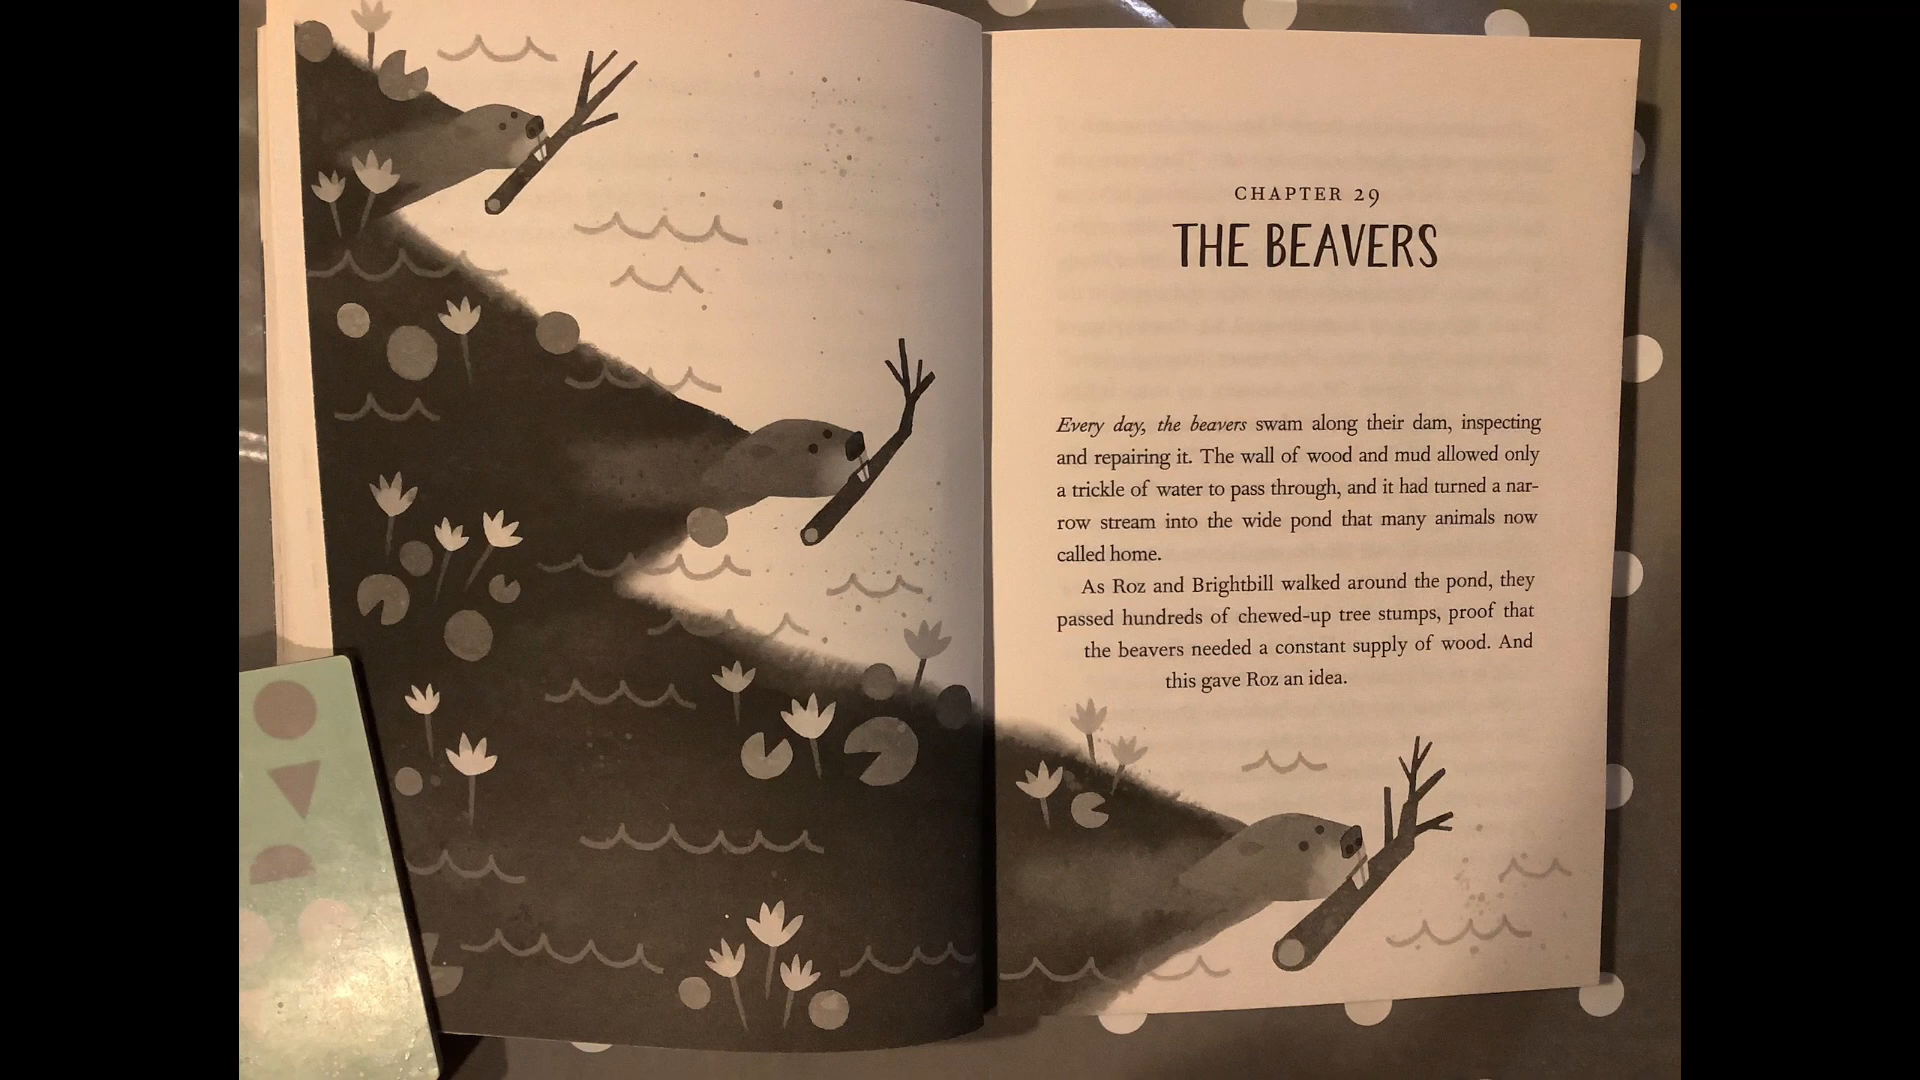 CHAPTER 29
THE BEAVERS
Every day, the beavers swam along their dam, inspecting
and repairing it. The wall of wood and mud allowed only
a trickle of water to pass through, and it had turned a nar-
row stream into the wide pond that many animals now
called home.
As Roz and Brightbill walked around the pond, they
passed hundreds of chewed-up tree stumps, proof that
the beavers needed a constant supply of wood. And
this gave Roz an idea.